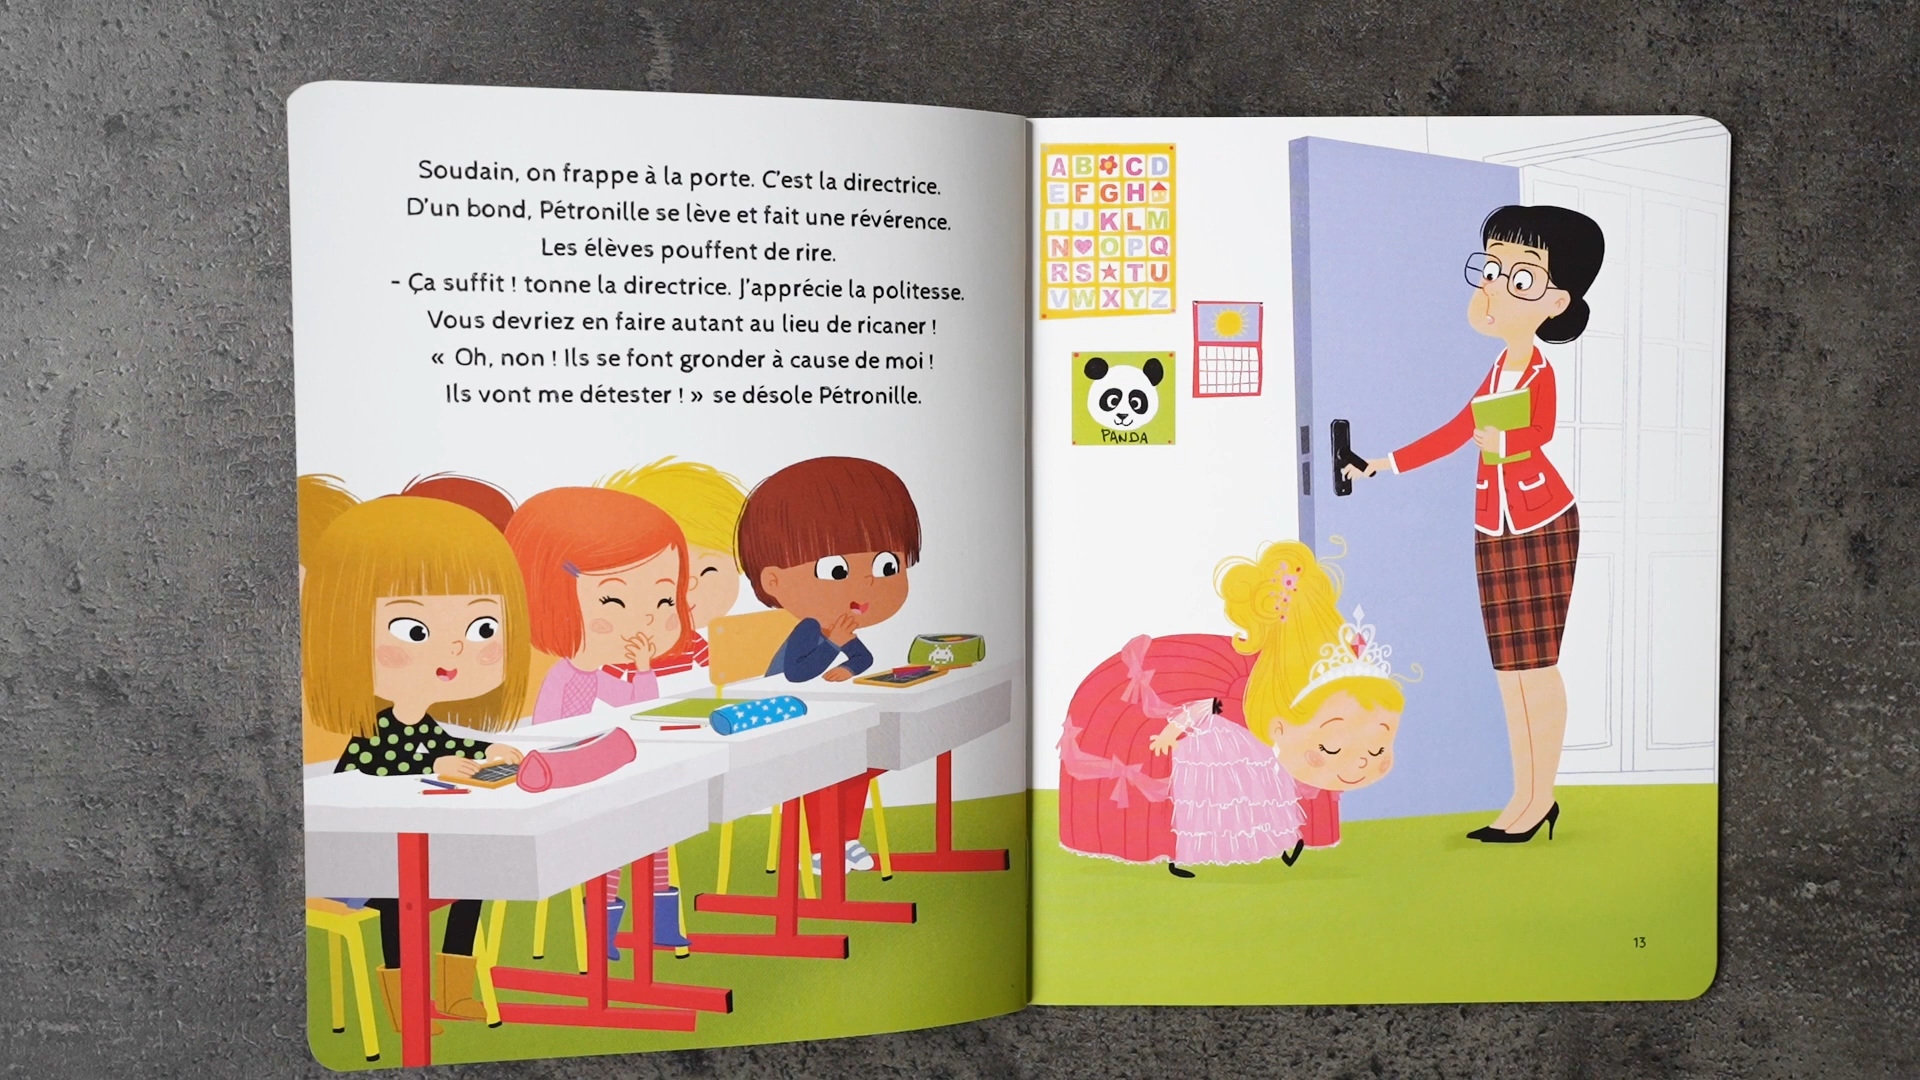 Soudain, on frappe à la porte. C'est la directrice.
D'un bond, Pétronille se lève et fait une révérence.
Les élèves pouffent de rire.
- Ça suffit ! tonne la directrice. J'apprécie la politesse.
Vous devriez en faire autant au lieu de ricaner !
« Oh, non ! Ils se font gronder à cause de moi !
Ils vont me détester ! » se désole Pétronille.
A B C D
E F G H
I J K L M
N O P Q
R S T U
V W X Y Z
PANDA
13